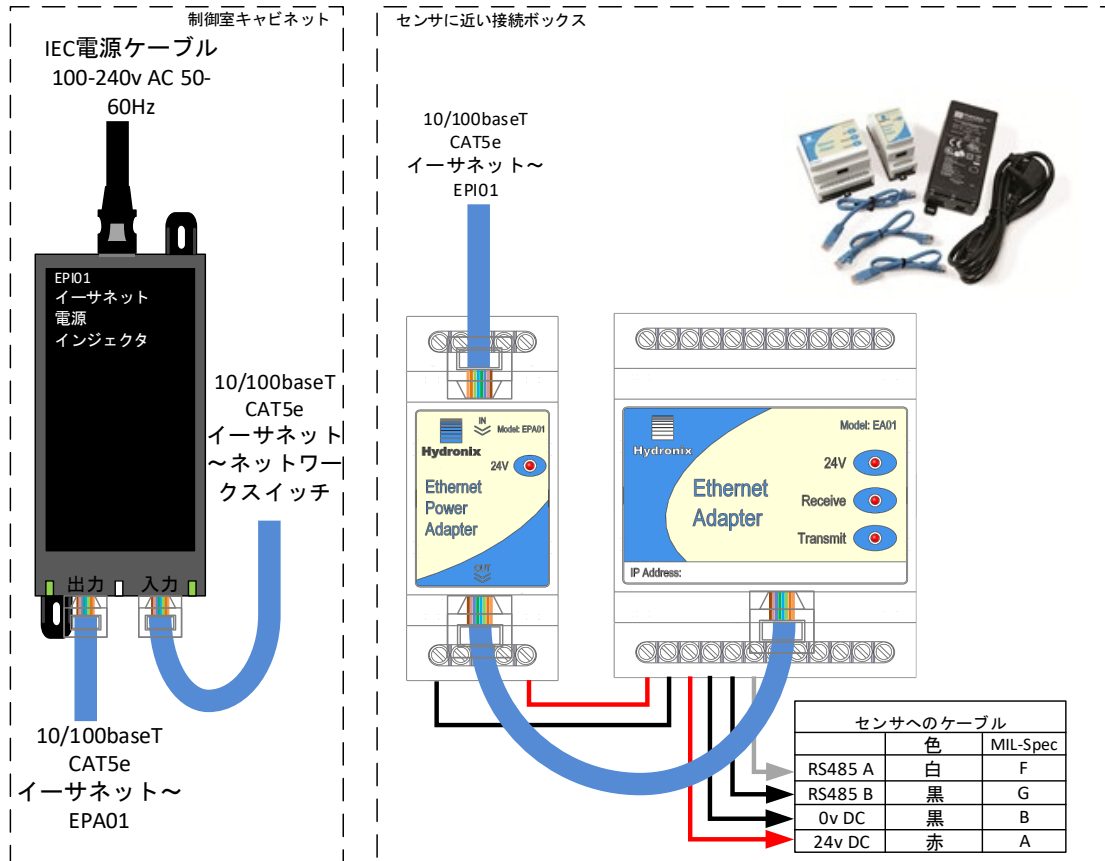 制御室キャビネット
IEC電源ケーブル
100-240v AC 50-
60Hz
EPI01
イーサネット
電源
インジェクタ
出力
入力
10/100baseT
CAT5e
イーサネット
～ネットワー
クスイッチ
10/100baseT
CAT5e
イーサネット～
EPA01
センサに近い接続ボックス
10/100baseT
CAT5e
イーサネット～
EPI01
IN
Model: EPA01
Hydronix
24V
Ethernet
Power
Adapter
OUT
Model: EA01
Hydronix
24V
Ethernet
Adapter
Receive
Transmit
IP Address:
センサへのケーブル
色 MIL-Spec
RS485 A 白 F
RS485 B 黒 G
0v DC 黒 B
24v DC 赤 A